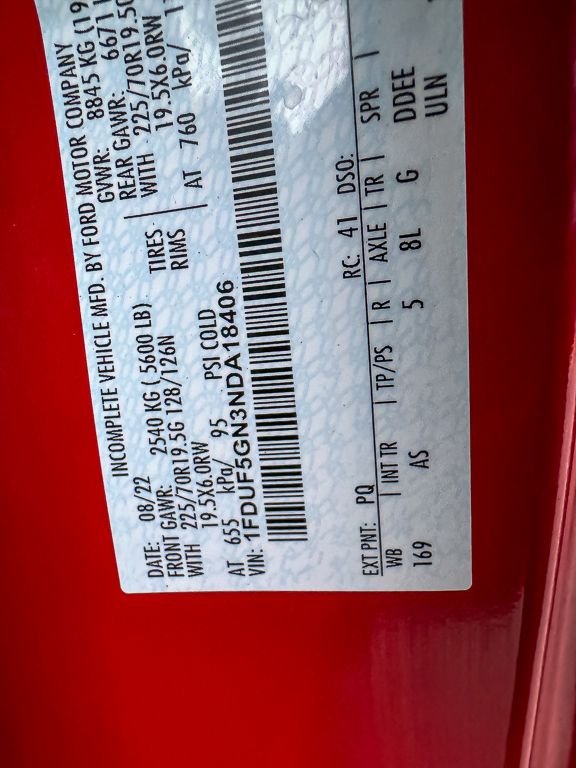 INCOMPLETE VEHICLE MFD. BY FORD MOTOR COMPANY
DATE: 08/22 GVWR: 8845 KG (19
FRONT GAWR: 2540 KG ( 5600 LB) REAR GAWR: 6671
WITH 225/70R19.5G 128/126N TIRES WITH 225/70R19.5G
19.5X6.0RW RIMS 19.5X6.0RW
AT 655 kPa/ 95 PSI COLD AT 760 kPa/ 1
VIN: 1FDUF5GN3NDA18406
EXT PNT: PQ RC: 41 DSO:
WB INT TR TP/PS R AXLE TR SPR
169 AS 5 8L G DDEE
ULN